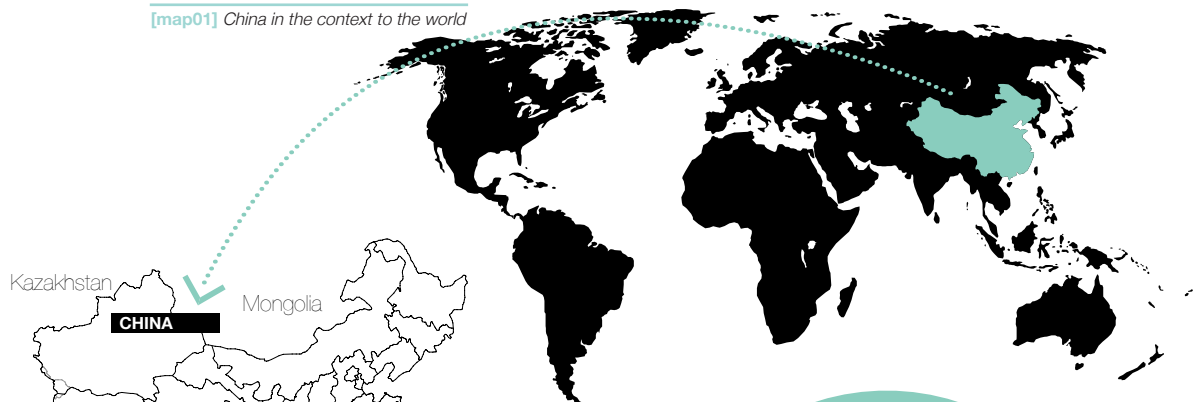 [map01] China in the context to the world
Kazakhstan
Mongolia
CHINA